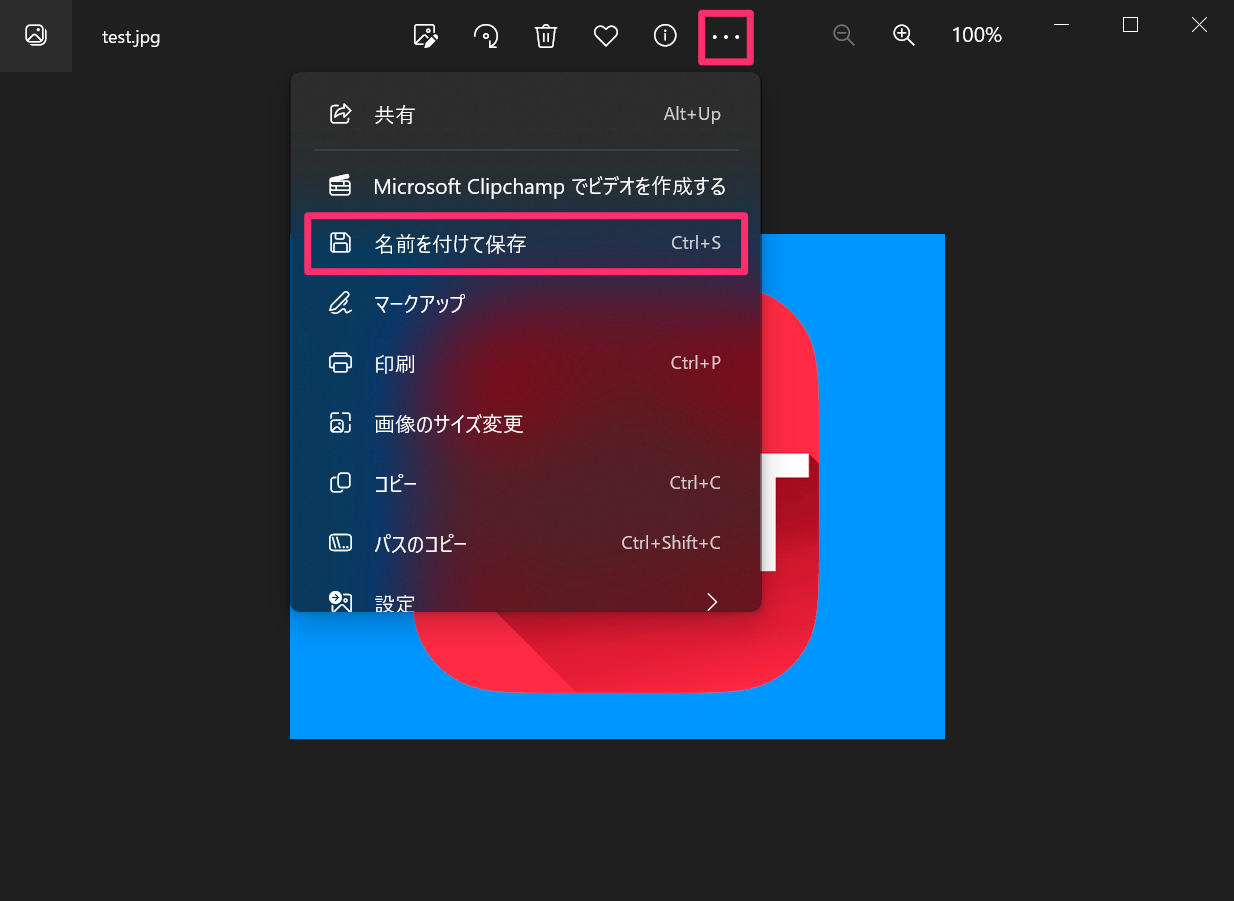 test.jpg
100%
共有 Alt+Up
Microsoft Clipchamp でビデオを作成する
名前を付けて保存 Ctrl+S
マークアップ
印刷 Ctrl+P
画像のサイズ変更
コピー Ctrl+C
パスのコピー Ctrl+Shift+C
設定
T